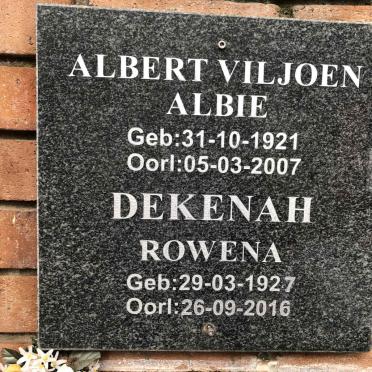 ALBERT VILJOEN
ALBIE
Geb:31-10-1921
Oorl:05-03-2007
DEKENAH
ROWENA
Geb:29-03-1927
Oorl:26-09-2016